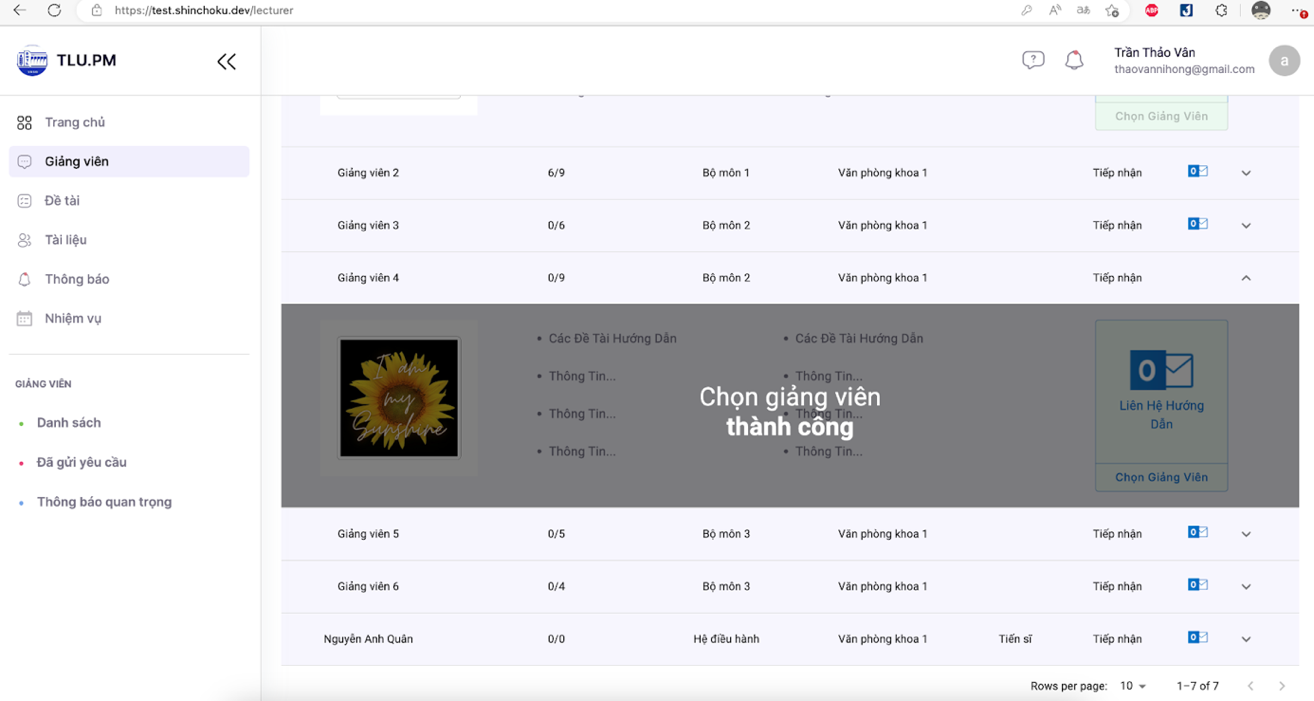 https://test.shinchoku.dev/lecturer
TLU.PM
Trần Thảo Vân
thaovannihong@gmail.com
a
Trang chủ
Giảng viên
Đề tài
Tài liệu
Thông báo
Nhiệm vụ
GIẢNG VIÊN
Danh sách
Đã gửi yêu cầu
Thông báo quan trọng
Chọn Giảng Viên
Giảng viên 2 6/9 Bộ môn 1 Văn phòng khoa 1 Tiếp nhận
Giảng viên 3 0/6 Bộ môn 2 Văn phòng khoa 1 Tiếp nhận
Giảng viên 4 0/9 Bộ môn 2 Văn phòng khoa 1 Tiếp nhận
I am
my
Sunshine
• Các Đề Tài Hướng Dẫn • Các Đề Tài Hướng Dẫn
• Thông Tin... • Thông Tin...
• Thông Tin... • Thông Tin...
• Thông Tin... • Thông Tin...
Chọn giảng viên
thành công
Liên Hệ Hướng
Dẫn
Chọn Giảng Viên
Giảng viên 5 0/5 Bộ môn 3 Văn phòng khoa 1 Tiếp nhận
Giảng viên 6 0/4 Bộ môn 3 Văn phòng khoa 1 Tiếp nhận
Nguyễn Anh Quân 0/0 Hệ điều hành Văn phòng khoa 1 Tiến sĩ Tiếp nhận
Rows per page: 10 1–7 of 7